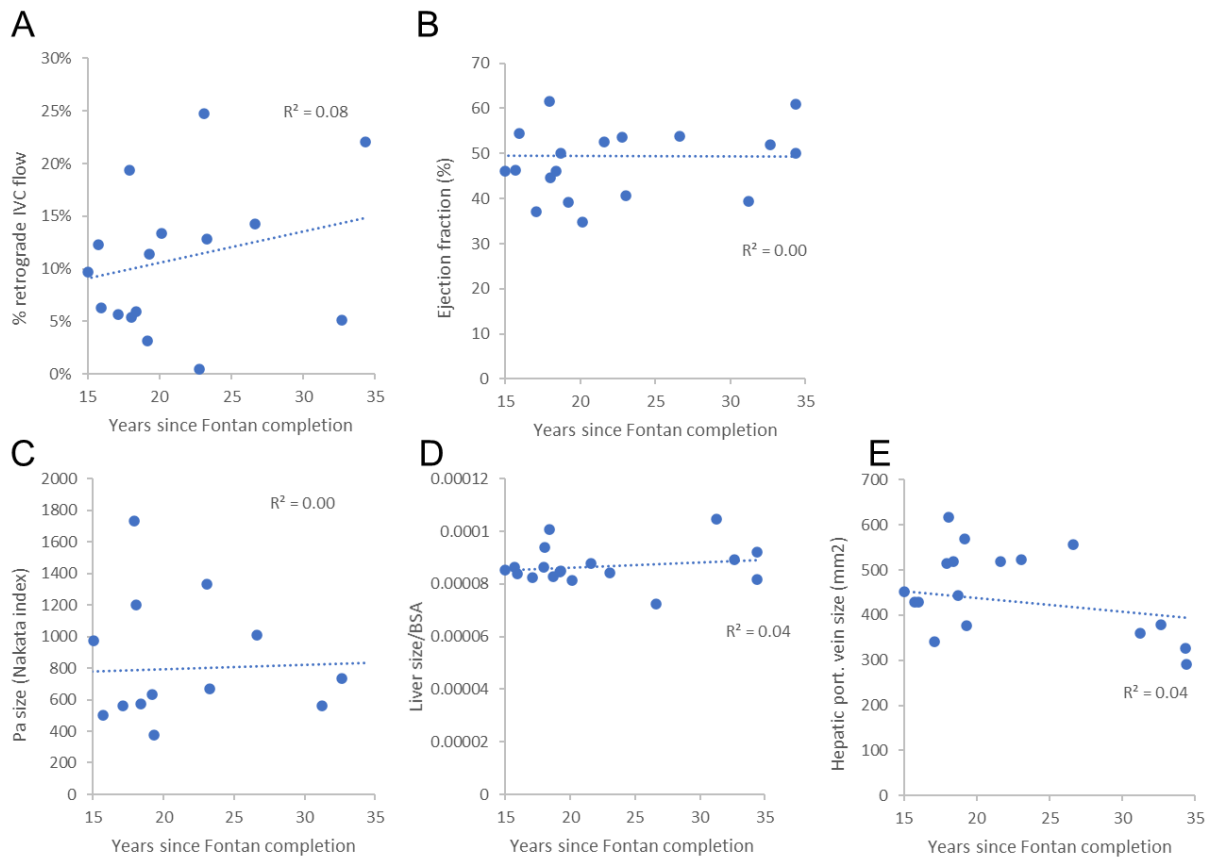 A
30%
25%
20%
15%
10%
5%
0%
% retrograde IVC flow
R² = 0.08
15 20 25 30 35
Years since Fontan completion
B
70
60
50
40
30
20
10
0
Ejection fraction (%)
R² = 0.00
15 20 25 30 35
Years since Fontan completion
C
2000
1800
1600
1400
1200
1000
800
600
400
200
0
Pa size (Nakata index)
R² = 0.00
15 20 25 30 35
Years since Fontan completion
D
0.00012
0.0001
0.00008
0.00006
0.00004
0.00002
0
Liver size/BSA
R² = 0.04
15 20 25 30 35
Years since Fontan completion
E
700
600
500
400
300
200
100
0
Hepatic port. vein size (mm2)
R² = 0.04
15 20 25 30 35
Years since Fontan completion